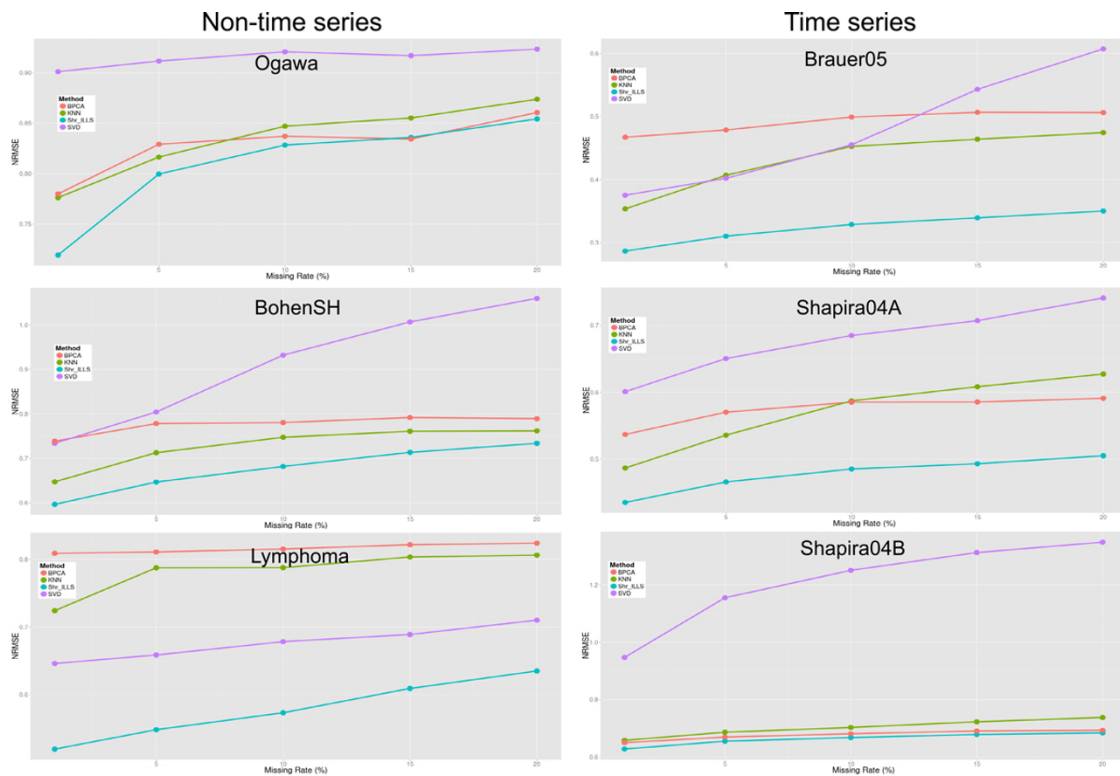 Non-time series
Time series
Ogawa
0.90
0.85
0.80
0.75
NRMSE
Method
BPCA
KNN
Shr_ILLS
SVD
5
10
15
20
Missing Rate (%)
Brauer05
0.6
0.5
0.4
0.3
NRMSE
Method
BPCA
KNN
Shr_ILLS
SVD
5
10
15
20
Missing Rate (%)
BohenSH
1.0
0.9
0.8
0.7
0.6
NRMSE
Method
BPCA
KNN
Shr_ILLS
SVD
5
10
15
20
Missing Rate (%)
Shapira04A
0.7
0.6
0.5
NRMSE
Method
BPCA
KNN
Shr_ILLS
SVD
5
10
15
20
Missing Rate (%)
Lymphoma
0.8
0.7
0.6
NRMSE
Method
BPCA
KNN
Shr_ILLS
SVD
5
10
15
20
Missing Rate (%)
Shapira04B
1.2
1.0
0.8
0.6
NRMSE
Method
BPCA
KNN
Shr_ILLS
SVD
5
10
15
20
Missing Rate (%)